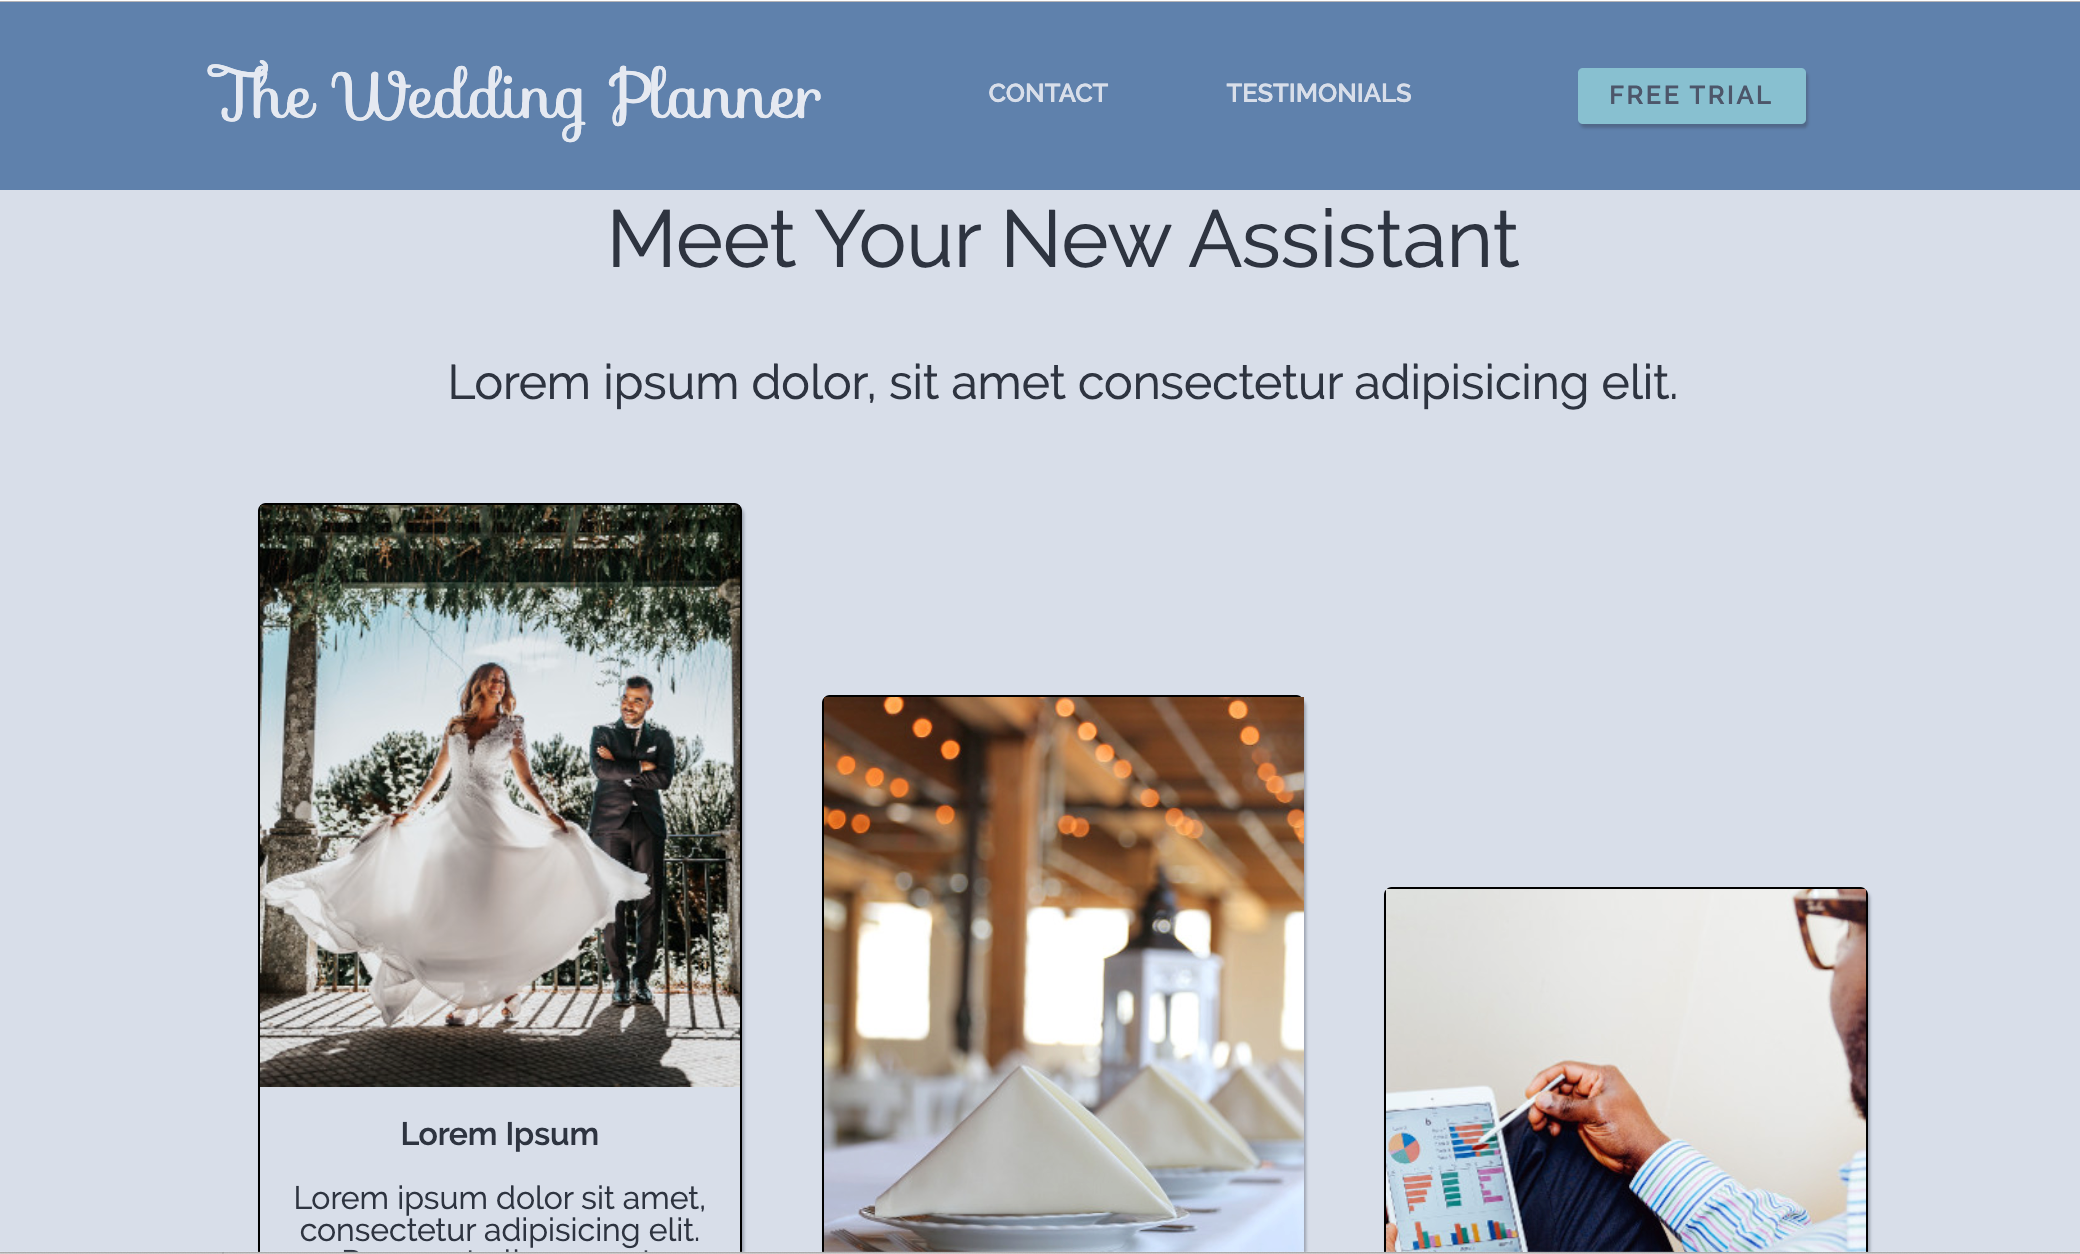 The Wedding Planner
CONTACT
TESTIMONIALS
FREE TRIAL
Meet Your New Assistant
Lorem ipsum dolor, sit amet consectetur adipisicing elit.
Lorem Ipsum
Lorem ipsum dolor sit amet,
consectetur adipisicing elit.